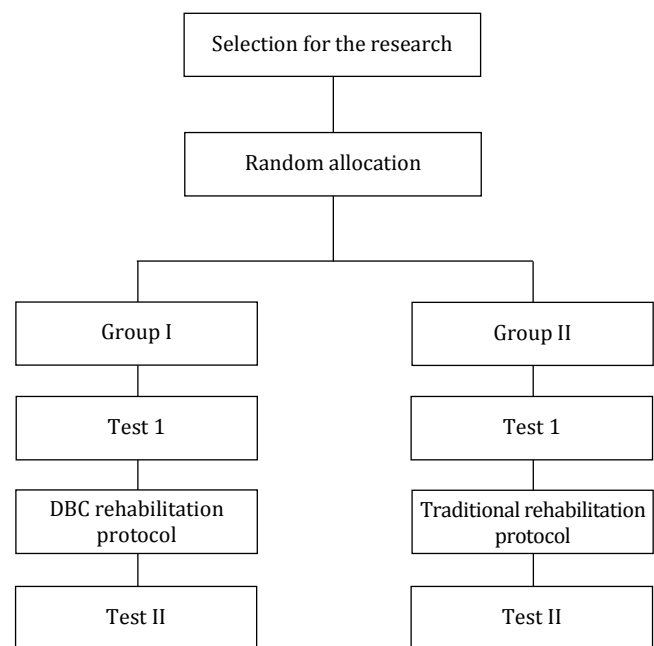 Selection for the research
Random allocation
Group I
Group II
Test 1
Test 1
DBC rehabilitation
protocol
Traditional rehabilitation
protocol
Test II
Test II